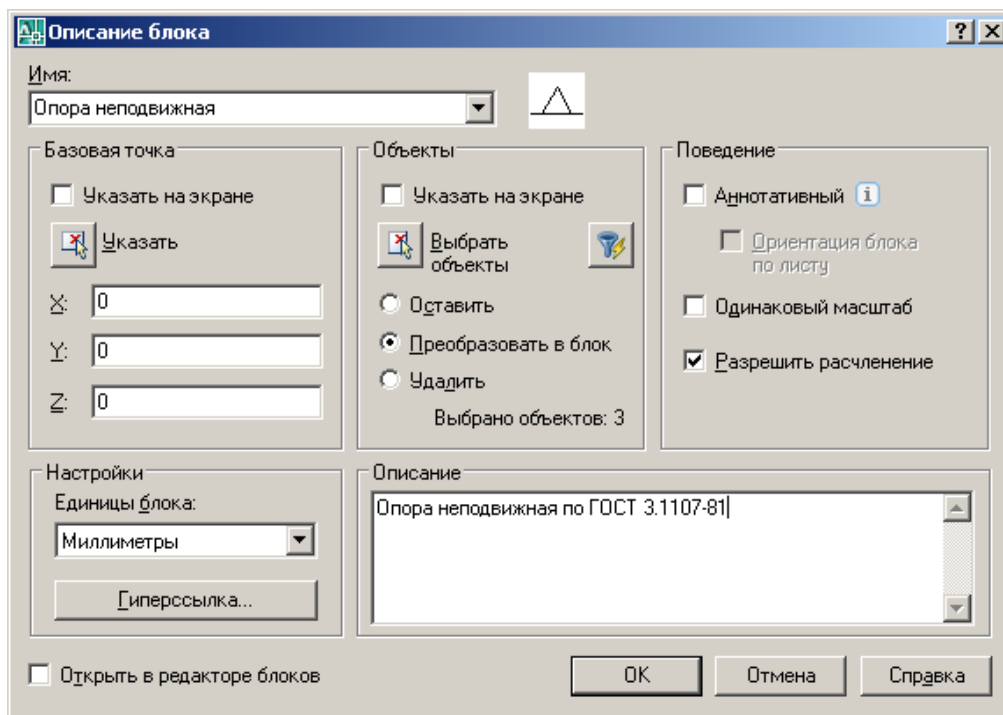 Описание блока
Имя:
Опора неподвижная
Базовая точка
Указать на экране
Указать
X: 0
Y: 0
Z: 0
Объекты
Указать на экране
Выбрать
объекты
Оставить
Преобразовать в блок
Удалить
Выбрано объектов: 3
Поведение
Аннотативный i
Ориентация блока
по листу
Одинаковый масштаб
Разрешить расчленение
Настройки
Единицы блока:
Миллиметры
Гиперссылка...
Описание
Опора неподвижная по ГОСТ 3.1107-81
Открыть в редакторе блоков
OK
Отмена
Справка